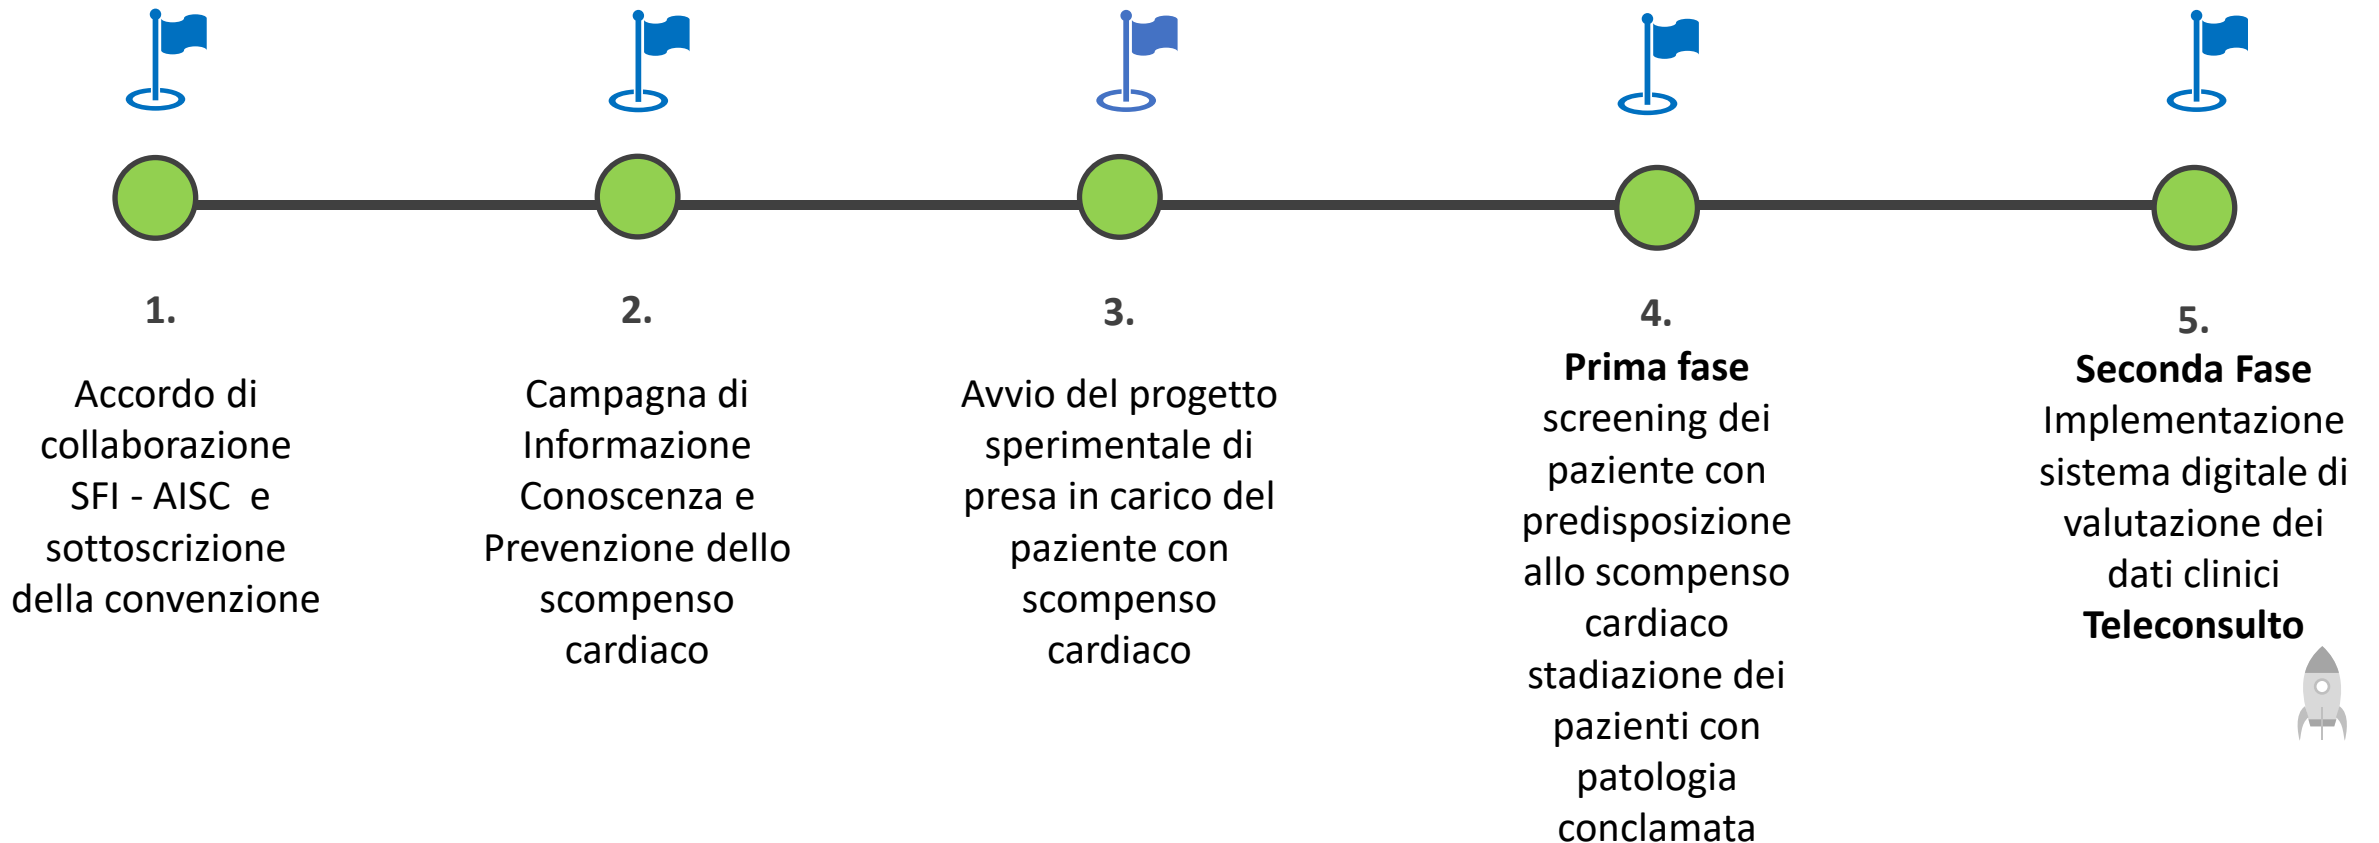 1.
Accordo di
collaborazione
SFI - AISC e
sottoscrizione
della convenzione
2.
Campagna di
Informazione
Conoscenza e
Prevenzione dello
scompenso
cardiaco
3.
Avvio del progetto
sperimentale di
presa in carico del
paziente con
scompenso
cardiaco
4.
Prima fase
screening dei
paziente con
predisposizione
allo scompenso
cardiaco
stadiazione dei
pazienti con
patologia
conclamata
5.
Seconda Fase
Implementazione
sistema digitale di
valutazione dei
dati clinici
Teleconsulto